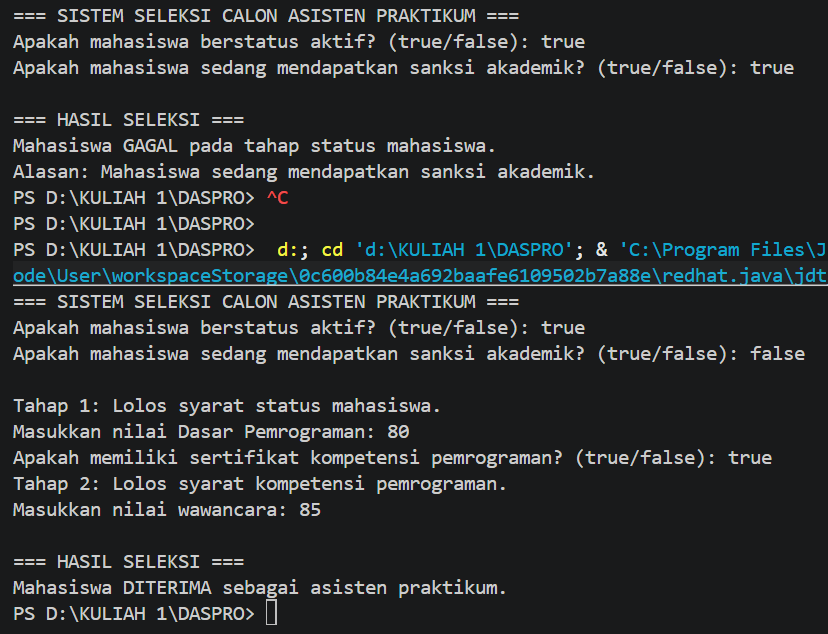 === SISTEM SELEKSI CALON ASISTEN PRAKTIKUM ===
Apakah mahasiswa berstatus aktif? (true/false): true
Apakah mahasiswa sedang mendapatkan sanksi akademik? (true/false): true
=== HASIL SELEKSI ===
Mahasiswa GAGAL pada tahap status mahasiswa.
Alasan: Mahasiswa sedang mendapatkan sanksi akademik.
PS D:\KULIAH 1\DASPRO> ^C
PS D:\KULIAH 1\DASPRO>
PS D:\KULIAH 1\DASPRO>  d:; cd 'd:\KULIAH 1\DASPRO'; & 'C:\Program Files\J
ode\User\workspaceStorage\0c600b84e4a692baafe6109502b7a88e\redhat.java\jdt
=== SISTEM SELEKSI CALON ASISTEN PRAKTIKUM ===
Apakah mahasiswa berstatus aktif? (true/false): true
Apakah mahasiswa sedang mendapatkan sanksi akademik? (true/false): false
Tahap 1: Lolos syarat status mahasiswa.
Masukkan nilai Dasar Pemrograman: 80
Apakah memiliki sertifikat kompetensi pemrograman? (true/false): true
Tahap 2: Lolos syarat kompetensi pemrograman.
Masukkan nilai wawancara: 85
=== HASIL SELEKSI ===
Mahasiswa DITERIMA sebagai asisten praktikum.
PS D:\KULIAH 1\DASPRO>